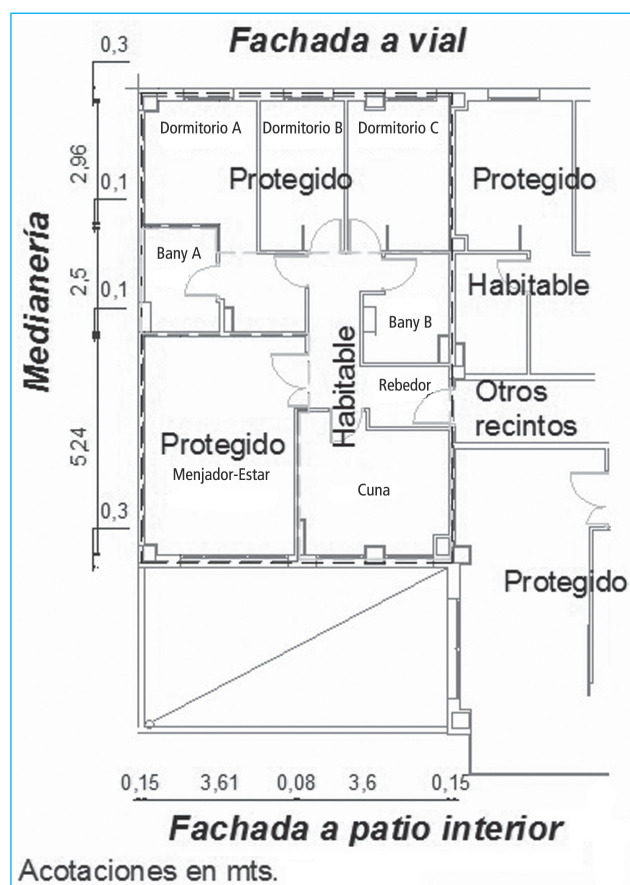 Fachada a vial
0,3
Dormitorio A
Dormitorio B
Dormitorio C
2,96
Protegido
Protegido
0,1
Medianería
Bany A
2,5
Habitable
0,1
Bany B
Habitable
Rebedor
Otros
recintos
5,24
Protegido
Menjador-Estar
Cuna
0,3
Protegido
0,15 3,61 0,08 3,6 0,15
Fachada a patio interior
Acotaciones en mts.